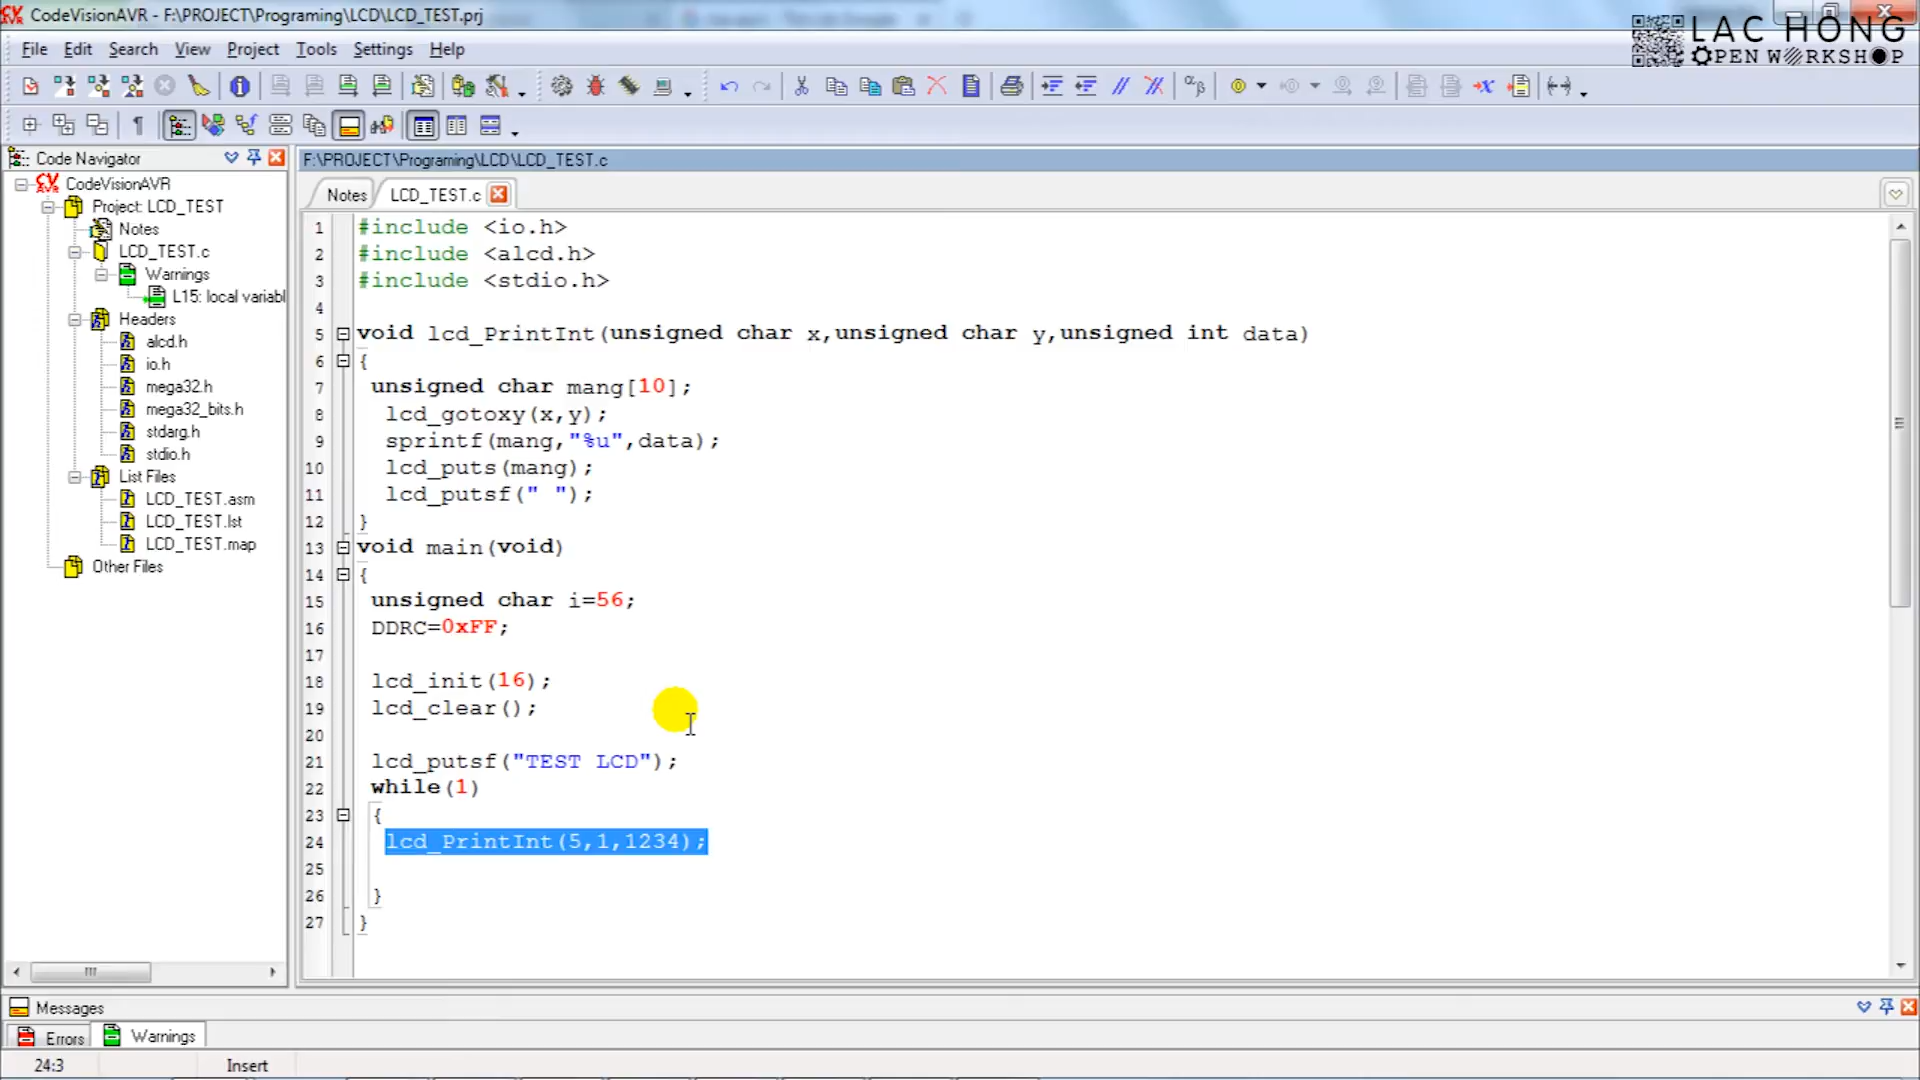 CodeVisionAVR - F:\PROJECT\Programing\LCD\LCD_TEST.prj
LAC HONG
OPEN WORKSHOP
File Edit Search View Project Tools Settings Help
Code Navigator
F:\PROJECT\Programing\LCD\LCD_TEST.c
CodeVisionAVR
Project: LCD_TEST
Notes
LCD_TEST.c
Warnings
L15: local variabl
Headers
alcd.h
io.h
mega32.h
mega32_bits.h
stdarg.h
stdio.h
List Files
LCD_TEST.asm
LCD_TEST.lst
LCD_TEST.map
Other Files
Notes LCD_TEST.c
1 #include <io.h>
2 #include <alcd.h>
3 #include <stdio.h>
4
5 void lcd_PrintInt(unsigned char x,unsigned char y,unsigned int data)
6 {
7 unsigned char mang[10];
8 lcd_gotoxy(x,y);
9 sprintf(mang,"%u",data);
10 lcd_puts(mang);
11 lcd_putsf(" ");
12 }
13 void main(void)
14 {
15 unsigned char i=56;
16 DDRC=0xFF;
17
18 lcd_init(16);
19 lcd_clear();
20
21 lcd_putsf("TEST LCD");
22 while(1)
23 {
24 lcd_PrintInt(5,1,1234);
25
26 }
27 }
Messages
Errors Warnings
24:3 Insert